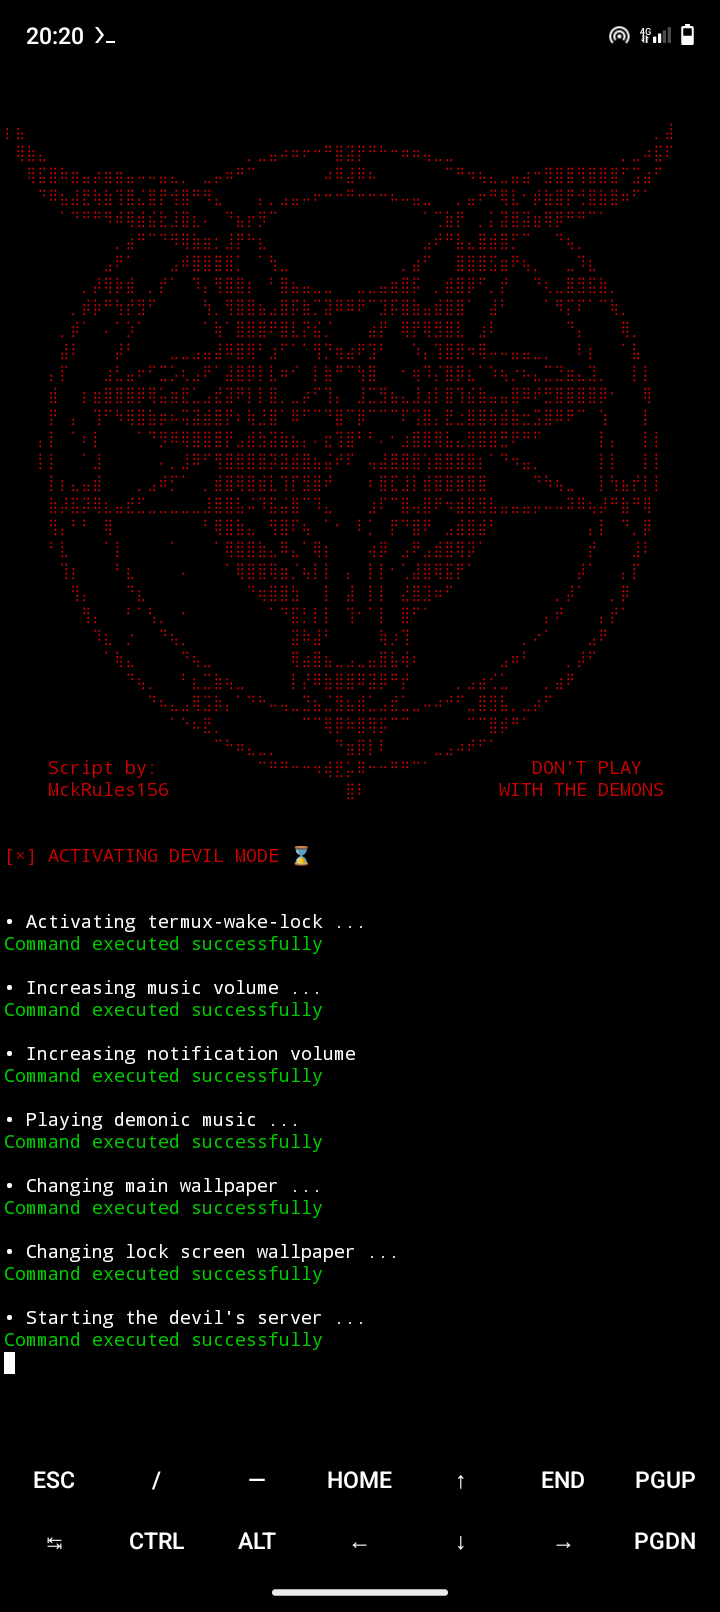 20:20
4G
Script by:
MckRules156
DON'T PLAY
WITH THE DEMONS
[×] ACTIVATING DEVIL MODE ⌛
• Activating termux-wake-lock ...
Command executed successfully
• Increasing music volume ...
Command executed successfully
• Increasing notification volume
Command executed successfully
• Playing demonic music ...
Command executed successfully
• Changing main wallpaper ...
Command executed successfully
• Changing lock screen wallpaper ...
Command executed successfully
• Starting the devil's server ...
Command executed successfully
ESC / — HOME ↑ END PGUP
↹ CTRL ALT ← ↓ → PGDN